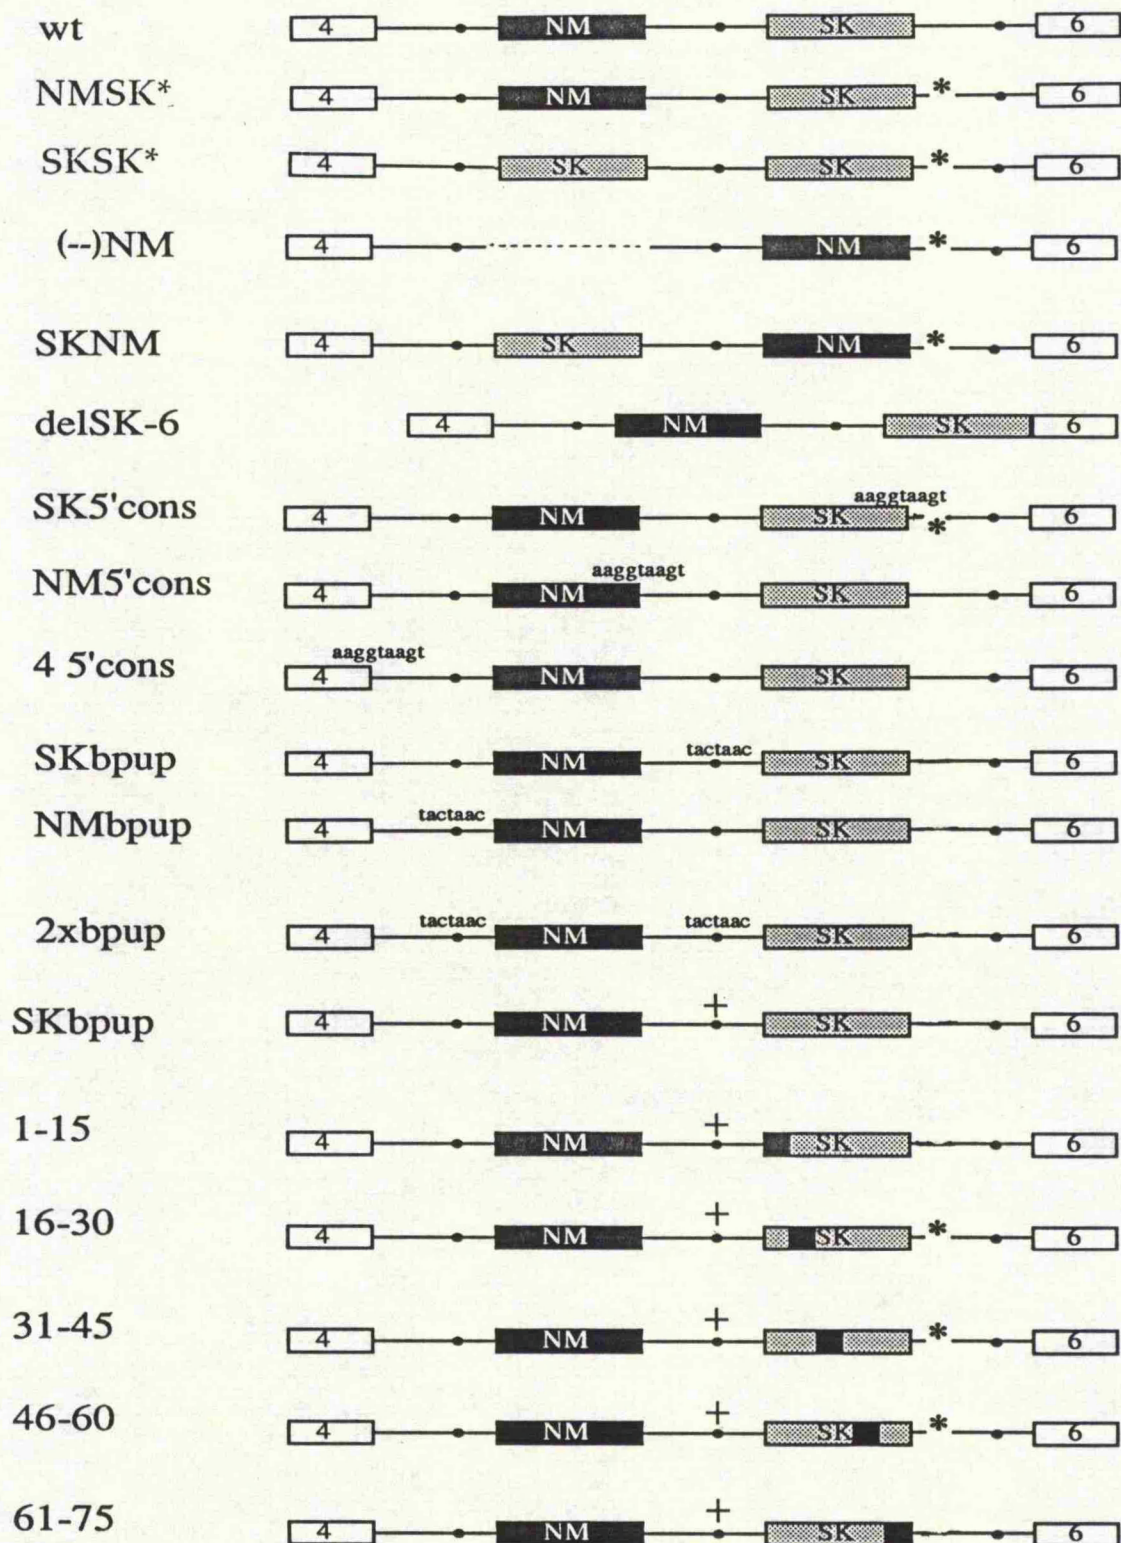 wt 4 NM SK 6
NMSK* 4 NM SK * 6
SKSK* 4 SK SK * 6
(--)NM 4 NM * 6
SKNM 4 SK NM * 6
delSK-6 4 NM SK 6
aaggtaagt
SK5'cons 4 NM SK * 6
aaggtaagt
NM5'cons 4 NM SK 6
aaggtaagt
4 5'cons 4 NM SK 6
tactaac
SKbpup 4 NM SK 6
tactaac
NMbpup 4 NM SK 6
tactaac tactaac
2xbpup 4 NM SK 6
+
SKbpup 4 NM SK 6
+
1-15 4 NM SK 6
+
16-30 4 NM SK * 6
+
31-45 4 NM * 6
+
46-60 4 NM SK * 6
+
61-75 4 NM SK 6